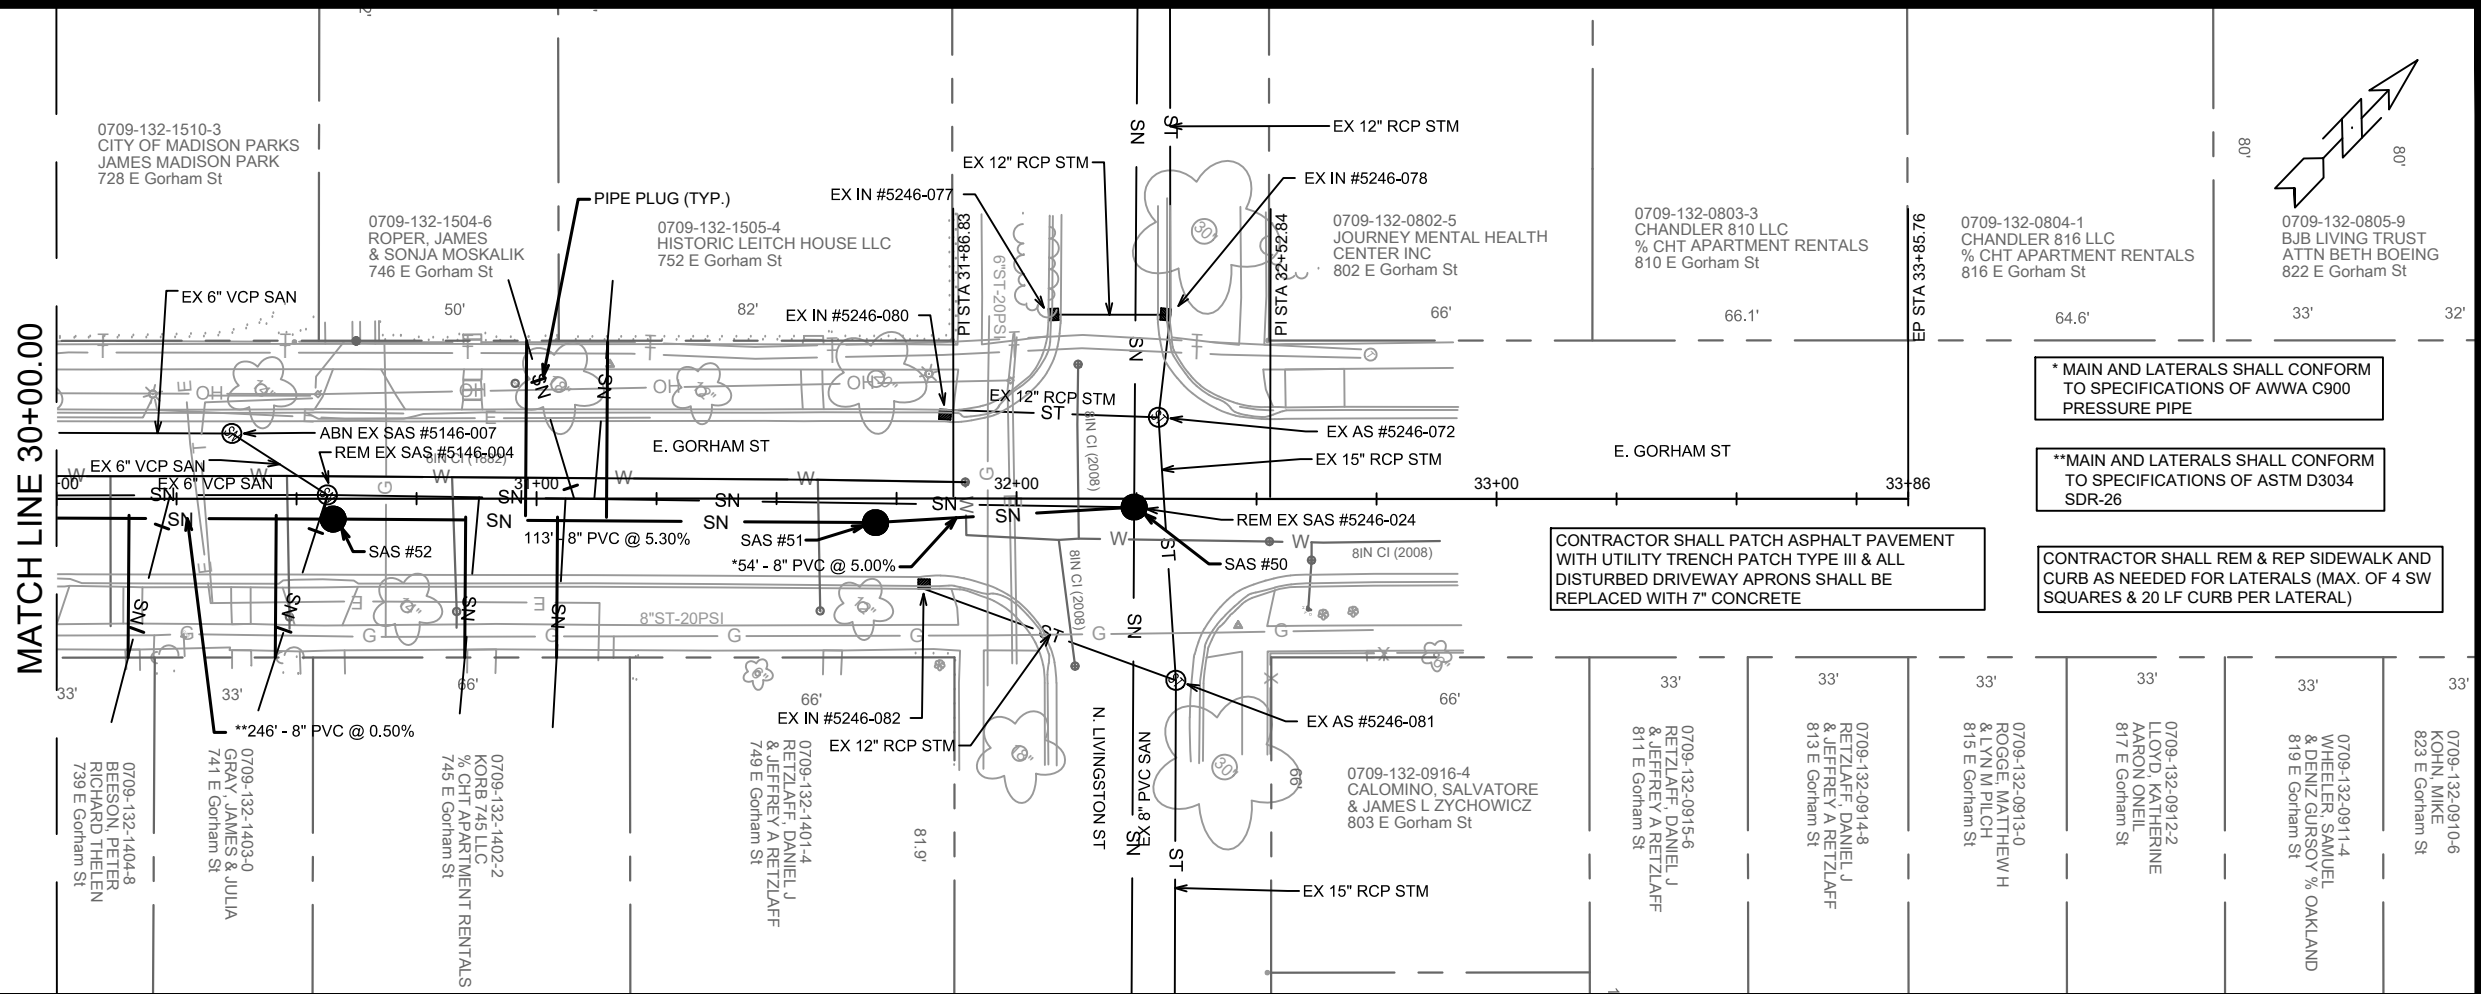 MATCH LINE 30+00.00
0709-132-1510-3
CITY OF MADISON PARKS
JAMES MADISON PARK
728 E Gorham St
0709-132-1504-6
ROPER, JAMES
& SONJA MOSKALIK
746 E Gorham St
PIPE PLUG (TYP.)
0709-132-1505-4
HISTORIC LEITCH HOUSE LLC
752 E Gorham St
EX 12" RCP STM
EX IN #5246-077
EX 12" RCP STM
EX IN #5246-078
PI STA 31+86.83
PI STA 32+52.84
6"ST-20PSI
0709-132-0802-5
JOURNEY MENTAL HEALTH
CENTER INC
802 E Gorham St
0709-132-0803-3
CHANDLER 810 LLC
% CHT APARTMENT RENTALS
810 E Gorham St
EP STA 33+85.76
0709-132-0804-1
CHANDLER 816 LLC
% CHT APARTMENT RENTALS
816 E Gorham St
0709-132-0805-9
BJB LIVING TRUST
ATTN BETH BOEING
822 E Gorham St
80'
80'
EX 6" VCP SAN
50'
82'
EX IN #5246-080
66'
66.1'
64.6'
33'
32'
EX 12" RCP STM
ST
ABN EX SAS #5146-007
REM EX SAS #5146-004
8IN CI (1882)
E. GORHAM ST
EX AS #5246-072
EX 15" RCP STM
E. GORHAM ST
EX 6" VCP SAN
EX 6" VCP SAN
+00
31+00
32+00
33+00
33+86
8IN CI (2008)
* MAIN AND LATERALS SHALL CONFORM
TO SPECIFICATIONS OF AWWA C900
PRESSURE PIPE
**MAIN AND LATERALS SHALL CONFORM
TO SPECIFICATIONS OF ASTM D3034
SDR-26
SAS #52
113' - 8" PVC @ 5.30%
SAS #51
*54' - 8" PVC @ 5.00%
REM EX SAS #5246-024
SAS #50
8IN CI (2008)
8IN CI (2008)
CONTRACTOR SHALL PATCH ASPHALT PAVEMENT
WITH UTILITY TRENCH PATCH TYPE III & ALL
DISTURBED DRIVEWAY APRONS SHALL BE
REPLACED WITH 7" CONCRETE
CONTRACTOR SHALL REM & REP SIDEWALK AND
CURB AS NEEDED FOR LATERALS (MAX. OF 4 SW
SQUARES & 20 LF CURB PER LATERAL)
8"ST-20PSI
33'
33'
66'
66'
66'
33'
33'
33'
33'
33'
33'
**246' - 8" PVC @ 0.50%
EX IN #5246-082
EX 12" RCP STM
EX AS #5246-081
N. LIVINGSTON ST
EX 8" PVC SAN
66'
EX 15" RCP STM
0709-132-1404-8
BEESON, PETER
RICHARD THELEN
739 E Gorham St
0709-132-1403-0
GRAY, JAMES & JULIA
741 E Gorham St
0709-132-1402-2
KORB 745 LLC
% CHT APARTMENT RENTALS
745 E Gorham St
0709-132-1401-4
RETZLAFF, DANIEL J
& JEFFREY A RETZLAFF
749 E Gorham St
81.9'
0709-132-0916-4
CALOMINO, SALVATORE
& JAMES L ZYCHOWICZ
803 E Gorham St
0709-132-0915-6
RETZLAFF, DANIEL J
& JEFFREY A RETZLAFF
811 E Gorham St
0709-132-0914-8
RETZLAFF, DANIEL J
& JEFFREY A RETZLAFF
813 E Gorham St
0709-132-0913-0
ROGGE, MATTHEW H
& LYN M PILCH
815 E Gorham St
0709-132-0912-2
LLOYD, KATHERINE
AARON ONEIL
817 E Gorham St
0709-132-0911-4
WHEELER, SAMUEL
& DENIZ GURSOY % OAKLAND
819 E Gorham St
0709-132-0910-6
KOHN, MIKE
823 E Gorham St